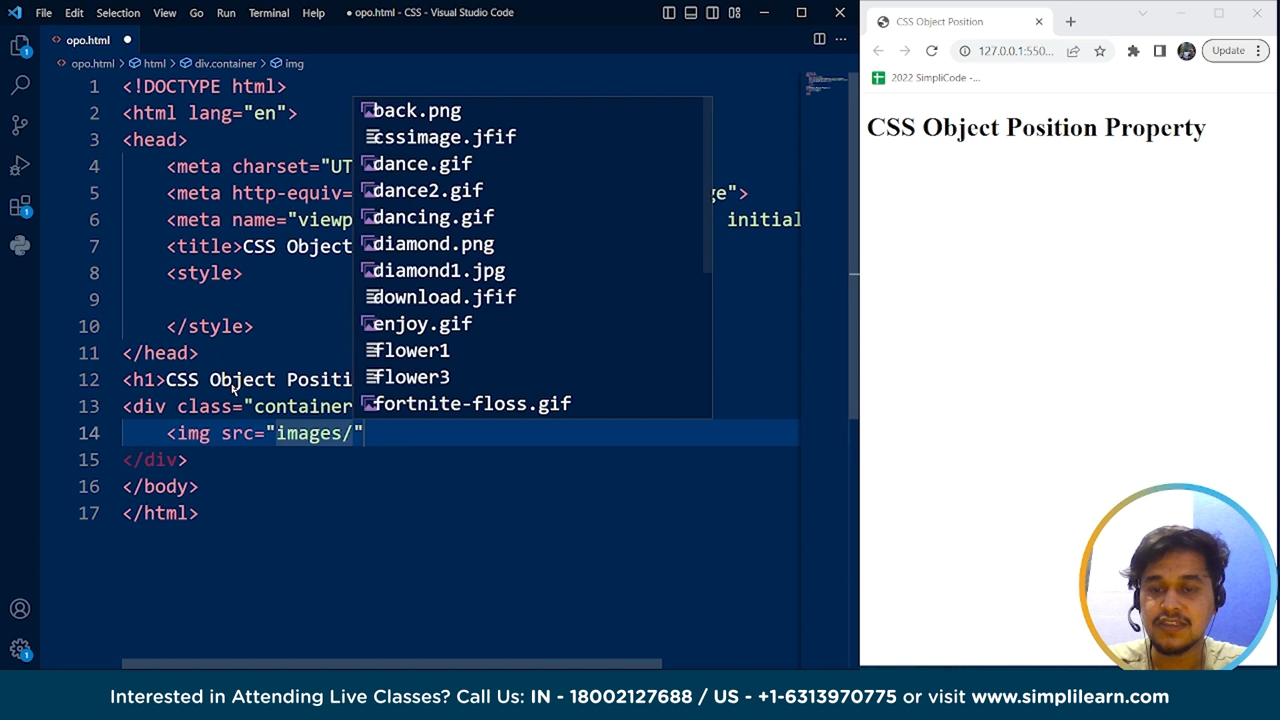 File Edit Selection View Go Run Terminal Help
● opo.html - CSS - Visual Studio Code
<> opo.html ●
<> opo.html > html > div.container > img
1 <!DOCTYPE html>
2 <html lang="en">
3 <head>
4 <meta charset="UT
5 <meta http-equiv= ge">
6 <meta name="viewp initial
7 <title>CSS Object
8 <style>
9
10 </style>
11 </head>
12 <h1>CSS Object Positi
13 <div class="container
14 <img src="images/"
15 </div>
16 </body>
17 </html>
back.png
cssimage.jfif
dance.gif
dance2.gif
dancing.gif
diamond.png
diamond1.jpg
download.jfif
enjoy.gif
flower1
flower3
fortnite-floss.gif
1
1
1
CSS Object Position
127.0.0.1:550...
Update
2022 SimpliCode -...
CSS Object Position Property
Interested in Attending Live Classes? Call Us: IN - 18002127688 / US - +1-6313970775 or visit www.simplilearn.com